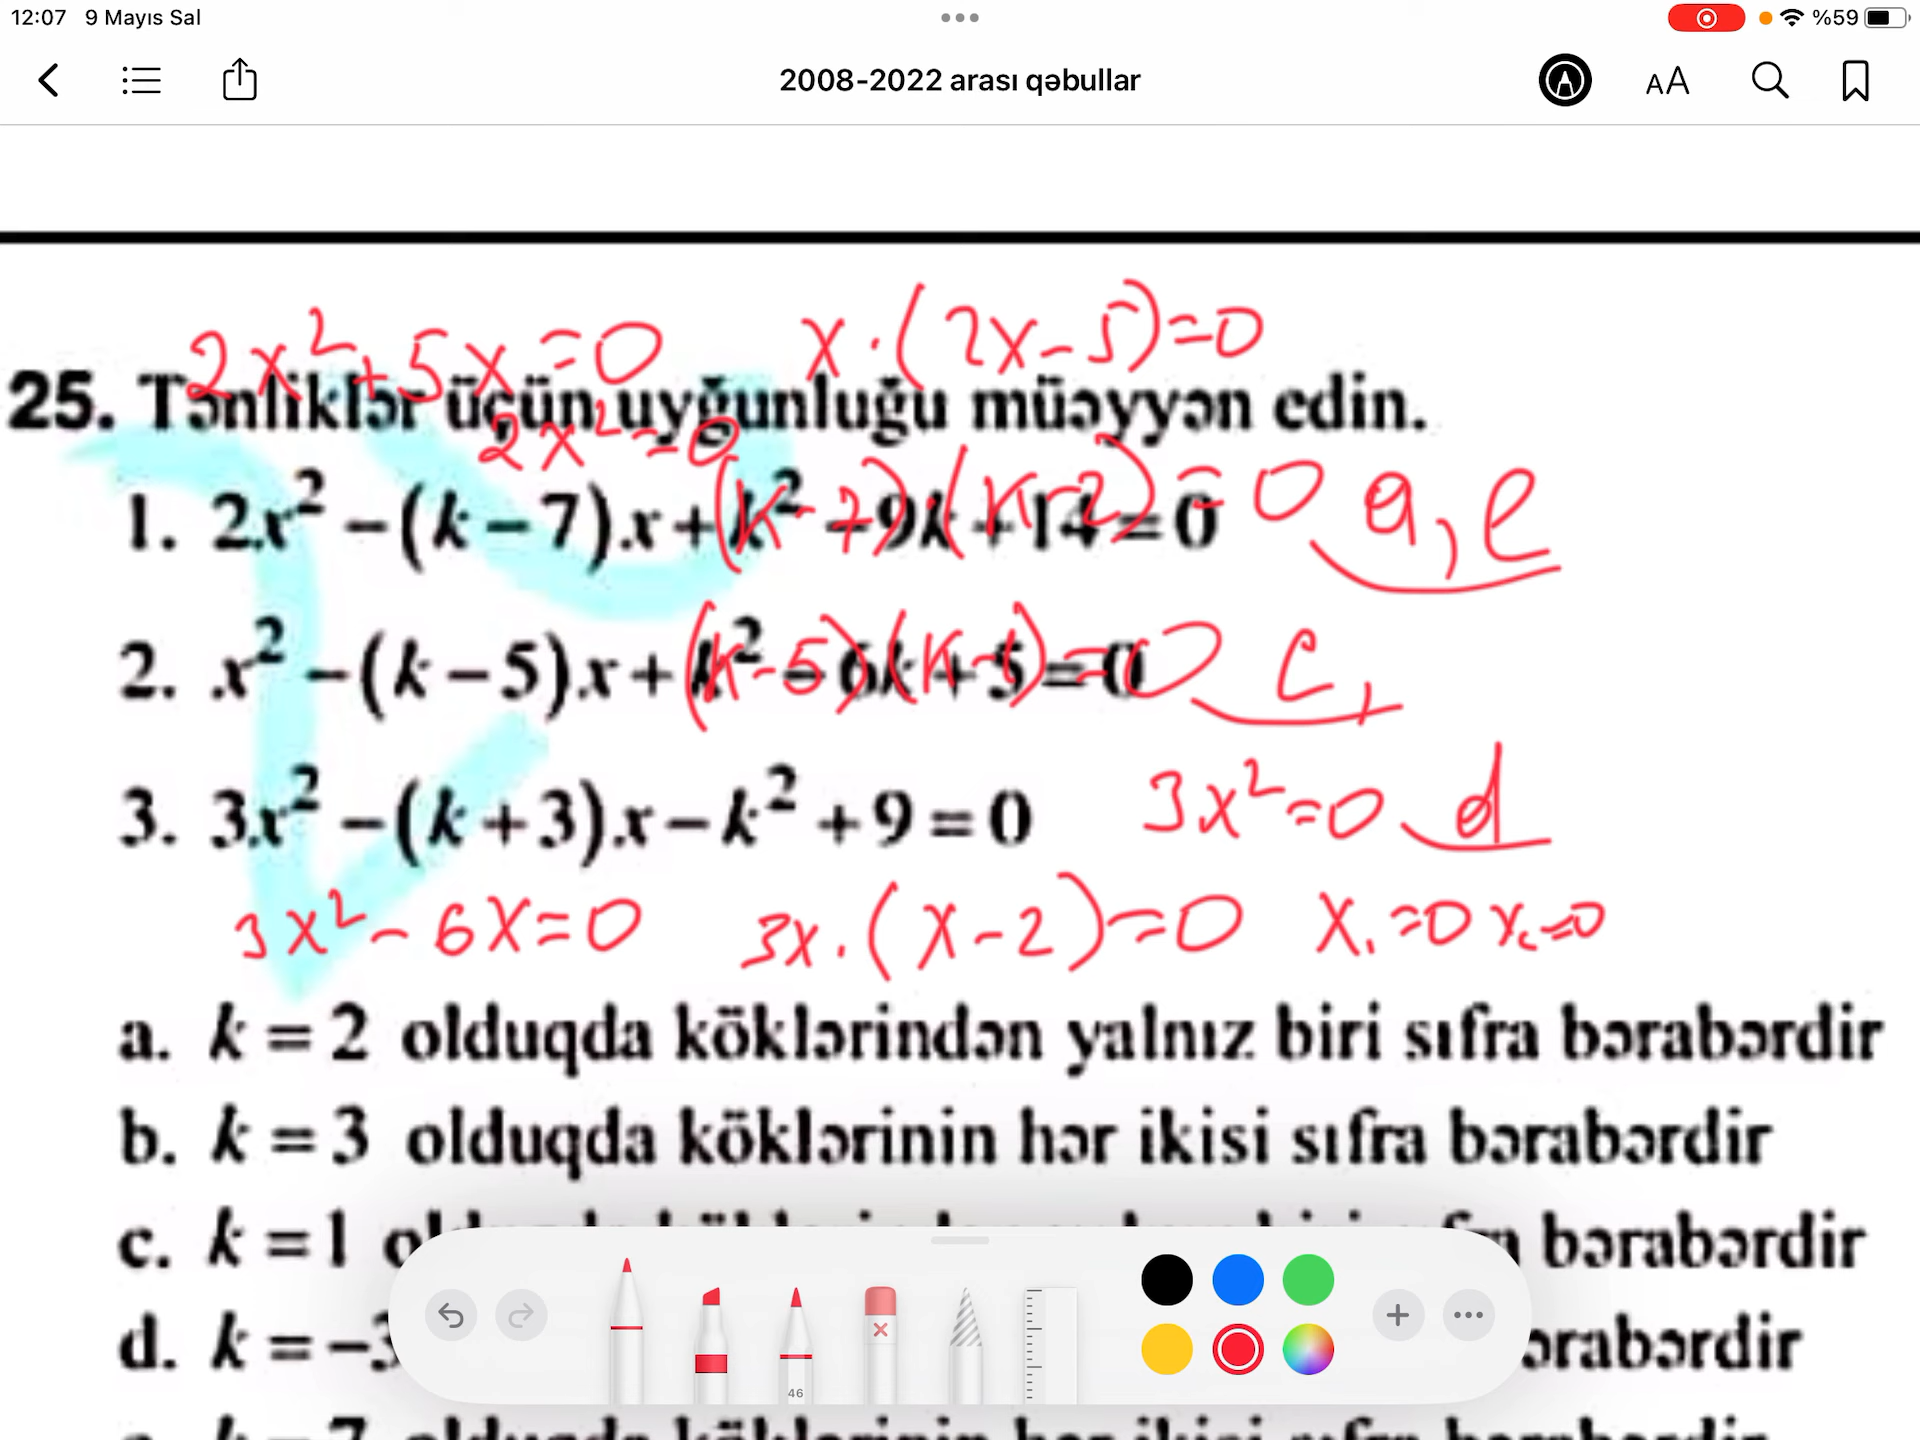 12:07 9 Mayıs Sal %59
2008-2022 arası qəbullar AA
2x²+5x=0 x·(2x-5)=0
25. Tənliklər üçün uyğunluğu müəyyən edin.
2x²=0
(k-7)·(k-2)=0 a, e
1. 2x² – (k – 7)x + k² – 9k + 14 = 0
(k-5)(k-1)=0 c,
2. x² – (k – 5)x + k² – 6k + 5 = 0
3. 3x² – (k + 3)x – k² + 9 = 0 3x²=0 d
3x²-6x=0 3x·(x-2)=0 x₁=0 x₂=0
a. k = 2 olduqda köklərindən yalnız biri sıfra bərabərdir
b. k = 3 olduqda köklərinin hər ikisi sıfra bərabərdir
c. k = 1 bərabərdir
d. k = –3 bərabərdir
46